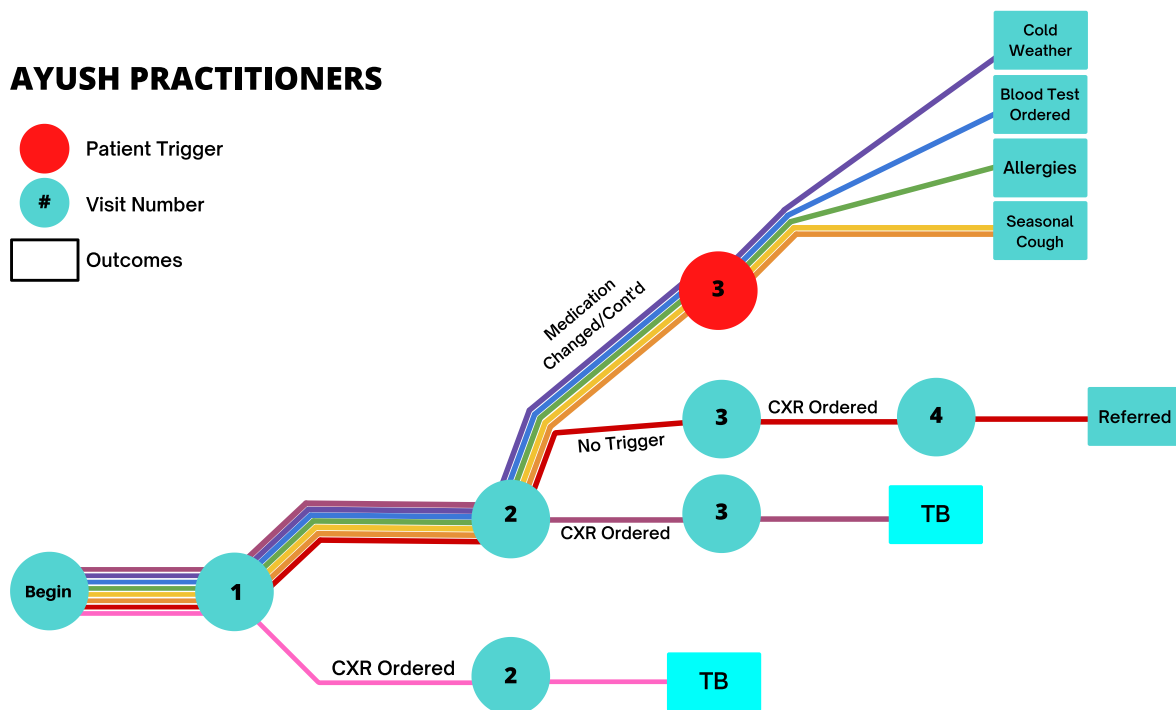 AYUSH PRACTITIONERS
Patient Trigger
#
Visit Number
Outcomes
Cold
Weather
Blood Test
Ordered
Allergies
Seasonal
Cough
3
Medication
Changed/Cont'd
No Trigger
3
CXR Ordered
4
Referred
2
CXR Ordered
3
TB
Begin
1
CXR Ordered
2
TB